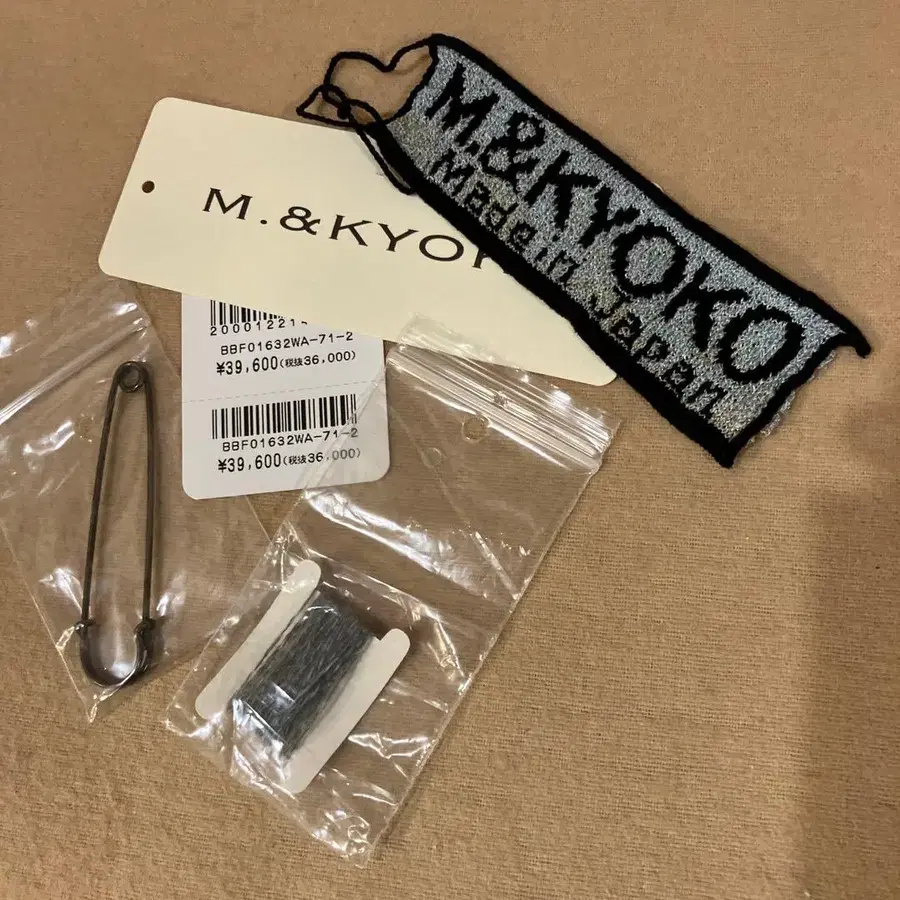 M.&KYOKO
Made in Japan
M.&KYO
20001221
BBF01632WA-71-2
¥39,600(税抜36,000)
BBF01632WA-71-2
¥39,600(税抜36,000)